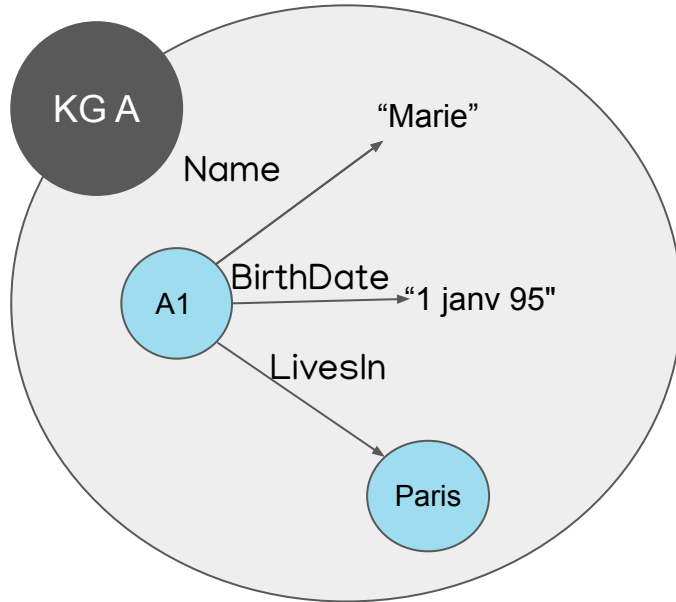 KG A
“Marie”
Name
BirthDate
A1
“1 janv 95"
LivesIn
Paris